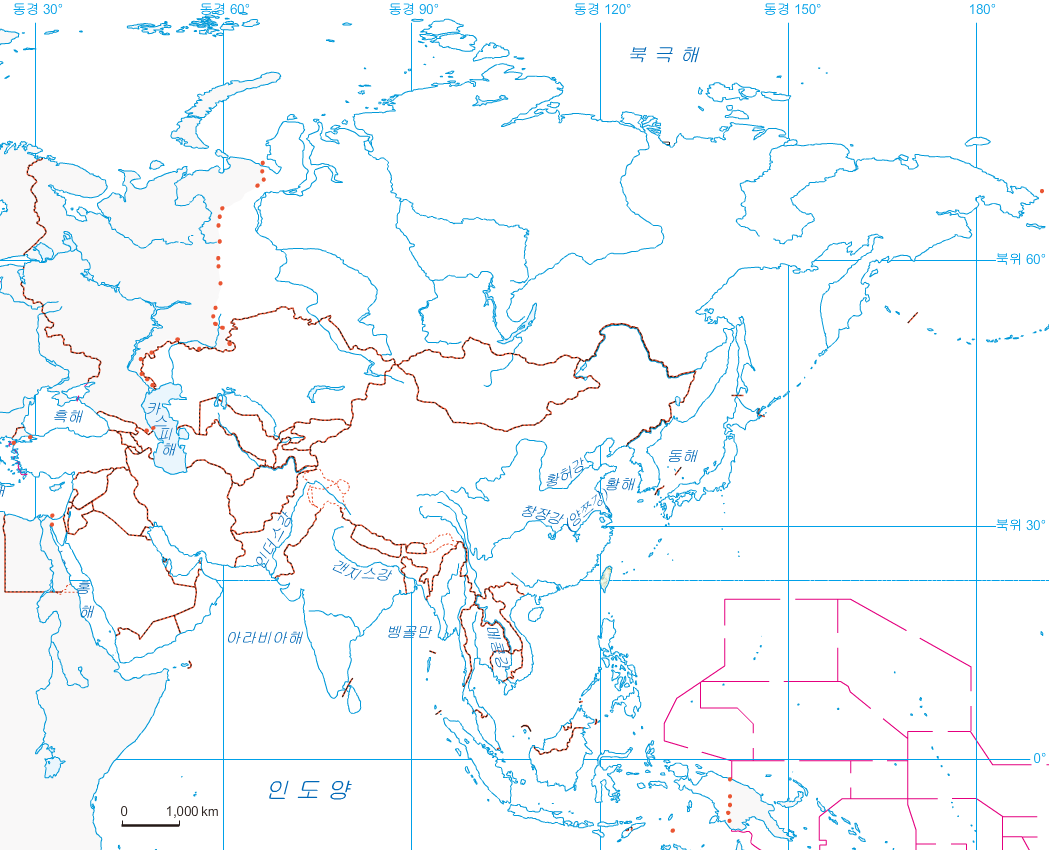 동경 30°
동경 60°
동경 90°
동경 120°
동경 150°
180°
북극해
북위 60°
흑해
카스피해
동해
황허강
황해
창장강(양쯔강)
북위 30°
인더스강
갠지스강
홍해
아라비아해
벵골만
메콩강
0°
인도양
0 1,000 km
해